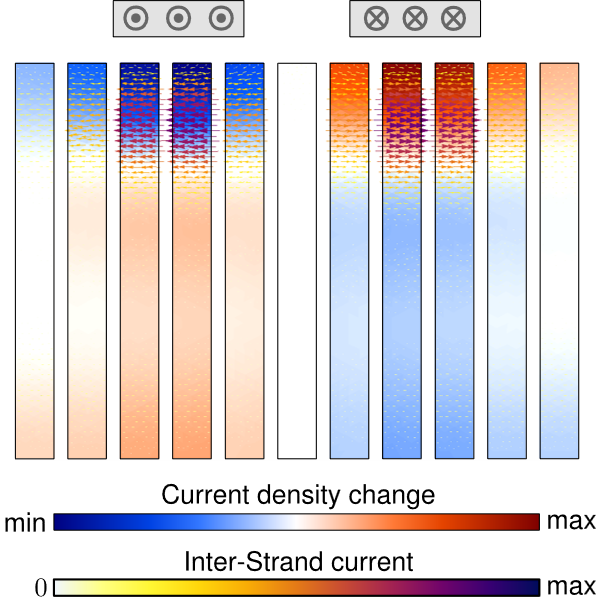 Current density change
min max
Inter-Strand current
0 max